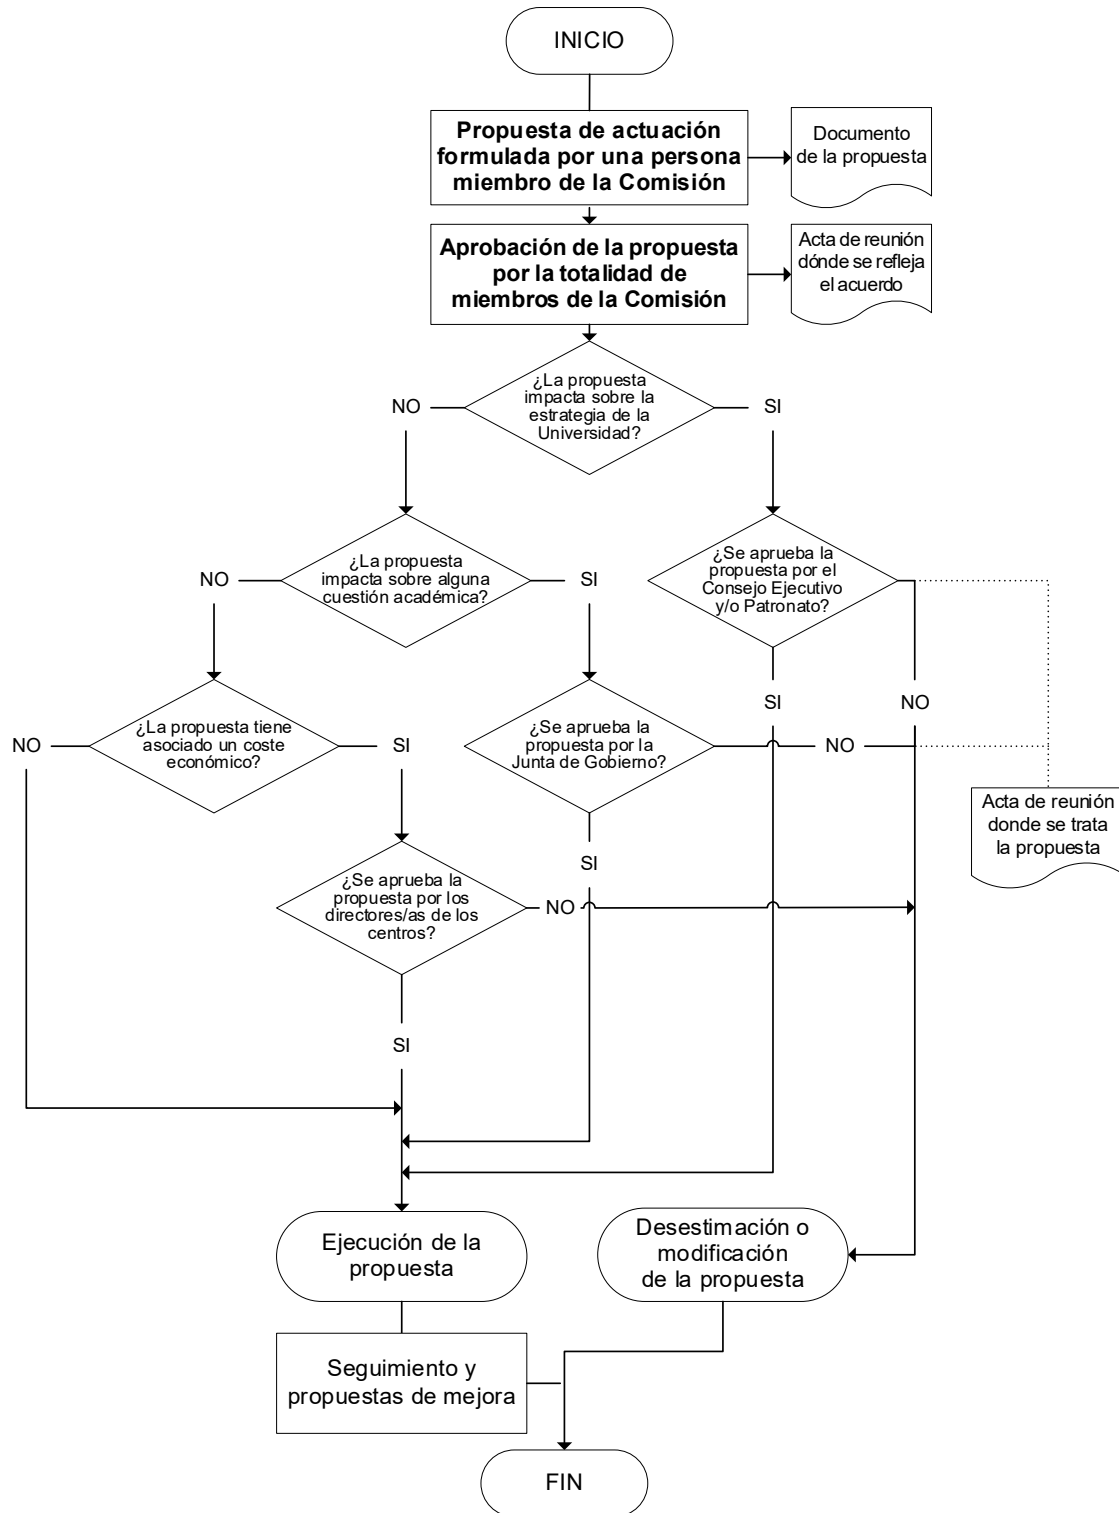 INICIO
Propuesta de actuación
formulada por una persona
miembro de la Comisión
Documento
de la propuesta
Aprobación de la propuesta
por la totalidad de
miembros de la Comisión
Acta de reunión
dónde se refleja
el acuerdo
¿La propuesta
impacta sobre la
estrategia de la
Universidad?
NO
SI
¿La propuesta
impacta sobre alguna
cuestión académica?
NO
SI
¿Se aprueba la
propuesta por el
Consejo Ejecutivo
y/o Patronato?
SI
NO
¿La propuesta tiene
asociado un coste
económico?
NO
SI
¿Se aprueba la
propuesta por la
Junta de Gobierno?
NO
SI
Acta de reunión
donde se trata
la propuesta
¿Se aprueba la
propuesta por los
directores/as de los
centros?
NO
SI
Ejecución de la
propuesta
Desestimación o
modificación
de la propuesta
Seguimiento y
propuestas de mejora
FIN